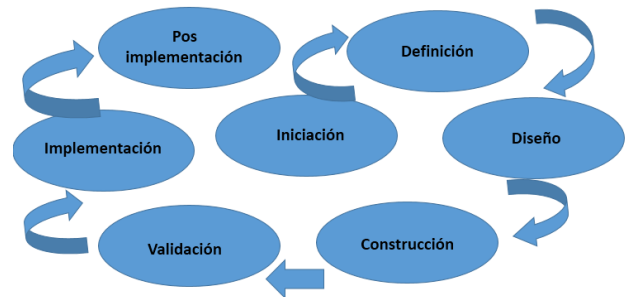 Pos
implementación
Definición
Implementación
Iniciación
Diseño
Validación
Construcción